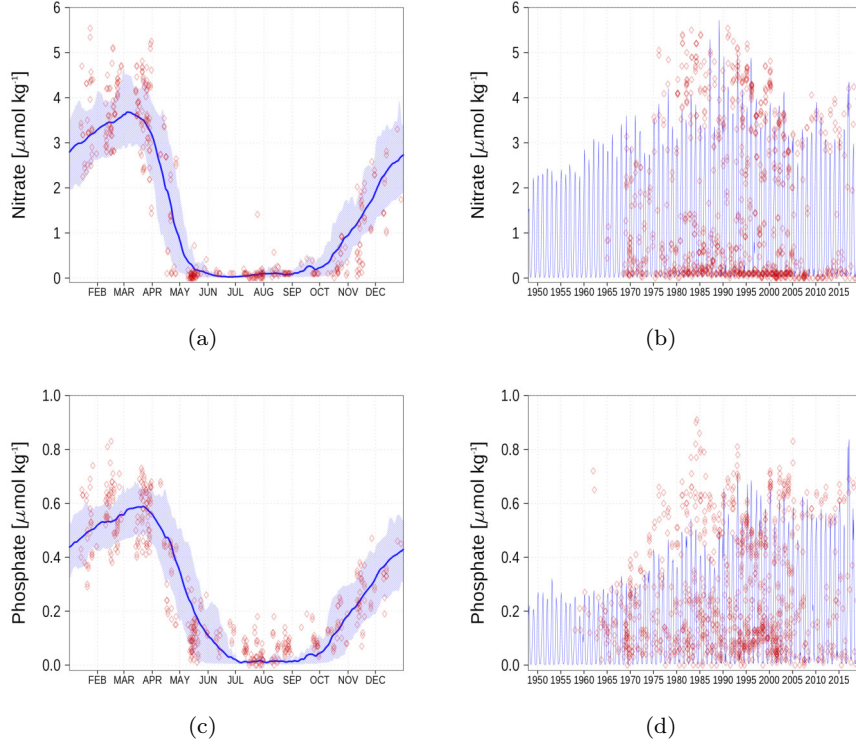 6
5
4
3
2
1
0
Nitrate [μmol kg⁻¹]
FEB MAR APR MAY JUN JUL AUG SEP OCT NOV DEC
(a)
6
5
4
3
2
1
0
Nitrate [μmol kg⁻¹]
1950 1955 1960 1965 1970 1975 1980 1985 1990 1995 2000 2005 2010 2015
(b)
1.0
0.8
0.6
0.4
0.2
0.0
Phosphate [μmol kg⁻¹]
FEB MAR APR MAY JUN JUL AUG SEP OCT NOV DEC
(c)
1.0
0.8
0.6
0.4
0.2
0.0
Phosphate [μmol kg⁻¹]
1950 1955 1960 1965 1970 1975 1980 1985 1990 1995 2000 2005 2010 2015
(d)